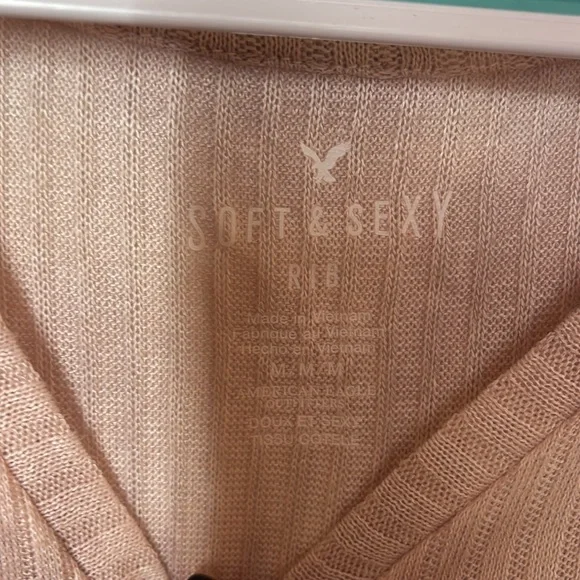 SOFT & SEXY
RIB
Made in Vietnam
Fabriqué au Vietnam
Hecho en Vietnam
M/M/M
AMERICAN EAGLE
DOUX ET SEXY
TISSU CÔTELÉ